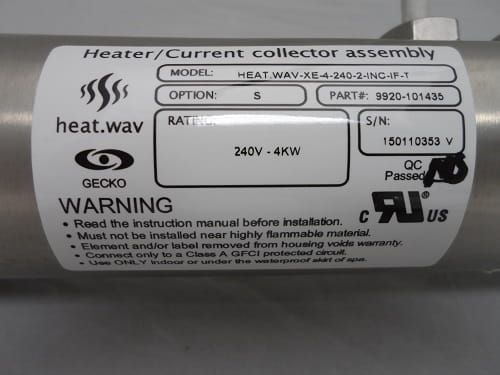 Heater/Current collector assembly
heat.wav
GECKO
MODEL: HEAT.WAV-XE-4-240-2-INC-IF-T
OPTION: S
PART#: 9920-101435
RATING:
240V - 4KW
S/N:
150110353 V
QC
Passed
C RU ® US
WARNING
• Read the instruction manual before installation.
• Must not be installed near highly flammable material.
• Element and/or label removed from housing voids warranty.
• Connect only to a Class A GFCI protected circuit.
• Use ONLY indoor or under the waterproof skirt of spa.